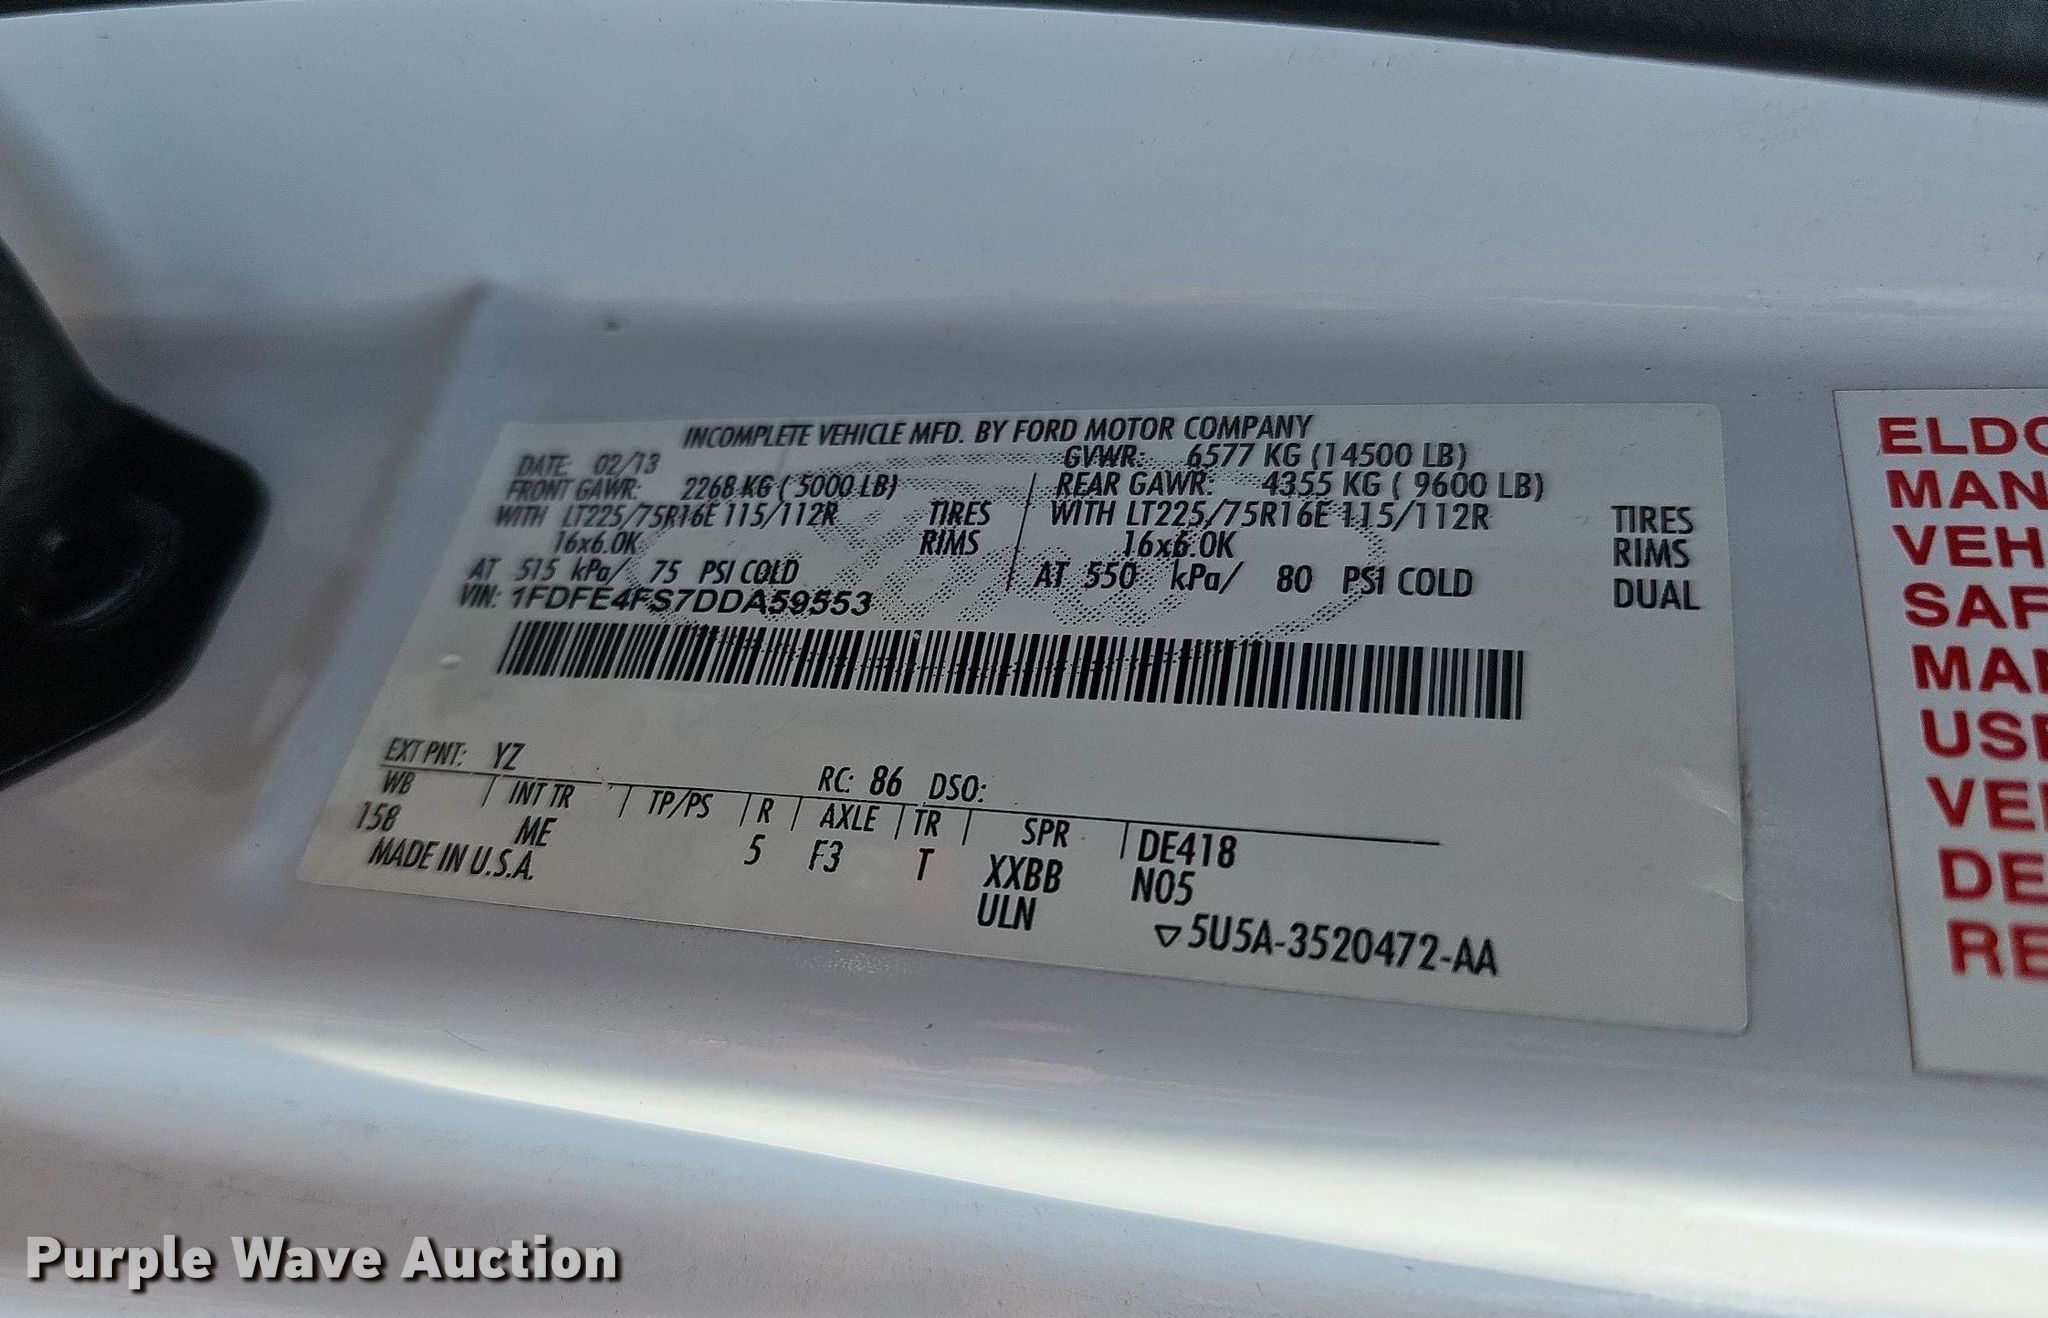 INCOMPLETE VEHICLE MFD. BY FORD MOTOR COMPANY
DATE: 02/13 GVWR: 6577 KG (14500 LB)
FRONT GAWR: 2268 KG ( 5000 LB) REAR GAWR: 4355 KG ( 9600 LB)
WITH LT225/75R16E 115/112R TIRES WITH LT225/75R16E 115/112R TIRES
16x6.0K RIMS 16x6.0K RIMS
AT 515 kPa/ 75 PSI COLD AT 550 kPa/ 80 PSI COLD DUAL
VIN: 1FDFE4FS7DDA59553
EXT PNT: YZ RC: 86 DSO:
WB INT TR TP/PS R AXLE TR SPR DE418
158 ME 5 F3 T XXBB N05
MADE IN U.S.A. ULN
▽ 5U5A-3520472-AA
ELDO
MAN
VEH
SAF
MAN
USE
VE
DE
RE
Purple Wave Auction